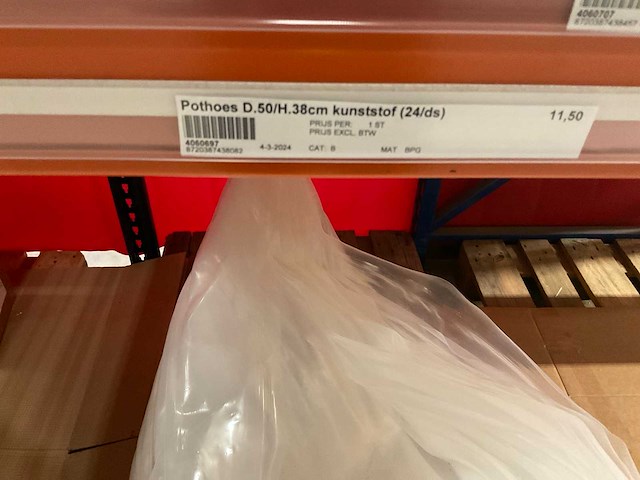 4060707
Pothoes D.50/H.38cm kunststof (24/ds)
11,50
PRIJS PER: 1 ST
PRIJS EXCL. BTW
4060697
8720387438082
4-3-2024
CAT: B
MAT BPG